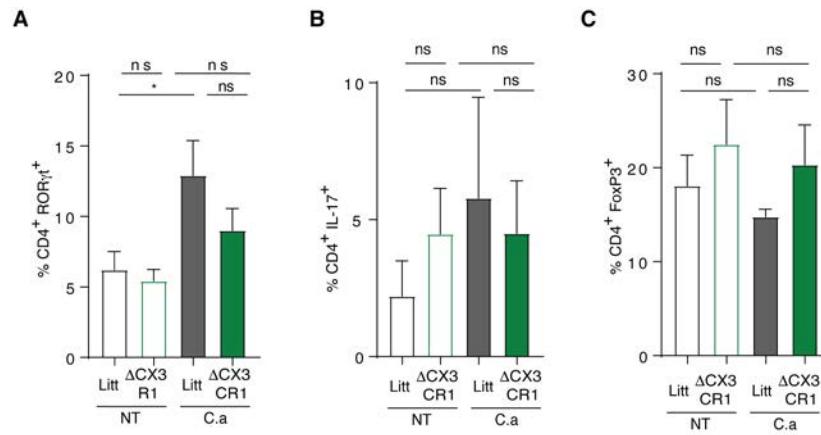 A
n s
n s
*
ns
20
15
10
5
0
% CD4+ RORγt+
Litt
ΔCX3
R1
Litt
ΔCX3
CR1
NT
C.a
B
ns
ns
ns
ns
10
5
0
% CD4+ IL-17+
Litt
ΔCX3
CR1
Litt
ΔCX3
CR1
NT
C.a
C
ns
ns
ns
ns
30
20
10
0
% CD4+ FoxP3+
Litt
ΔCX3
CR1
Litt
ΔCX3
CR1
NT
C.a